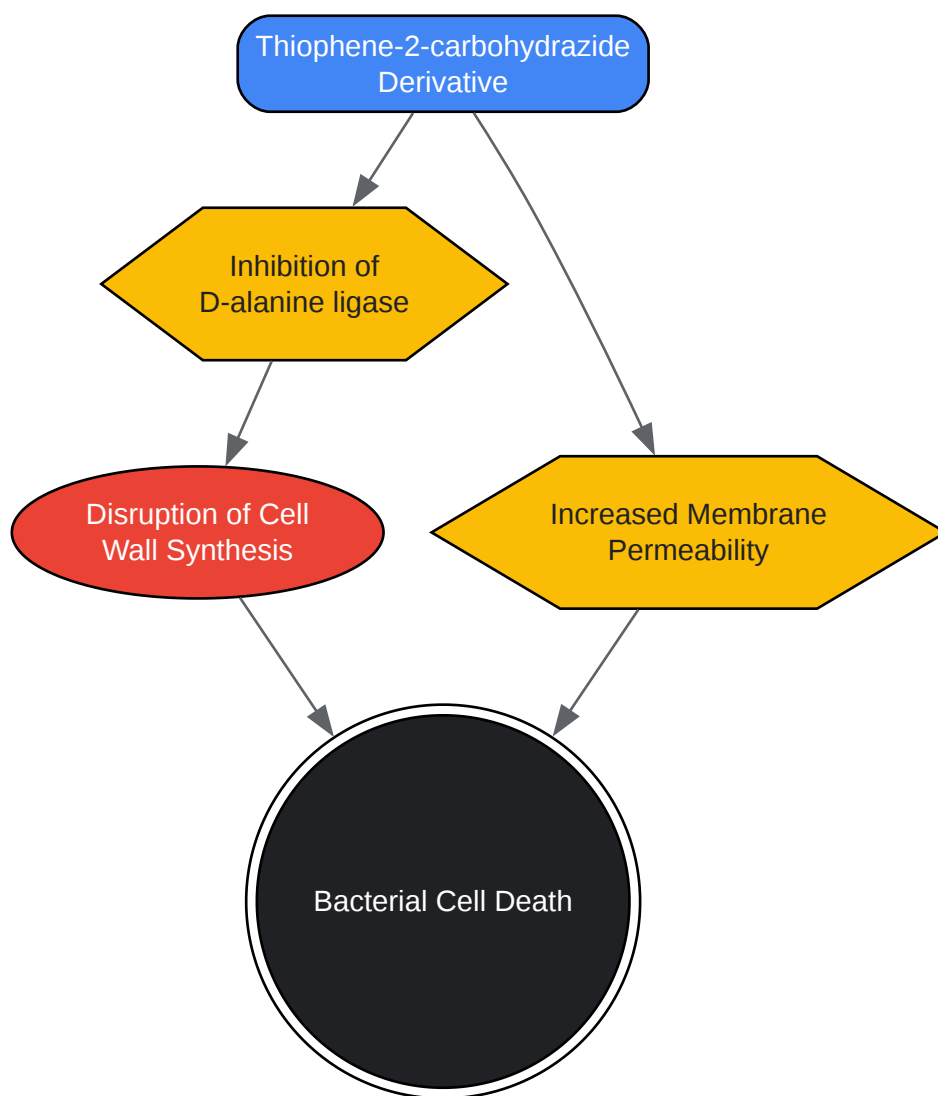 Thiophene-2-carbohydrazide
Derivative
Inhibition of
D-alanine ligase
Disruption of Cell
Wall Synthesis
Increased Membrane
Permeability
Bacterial Cell Death